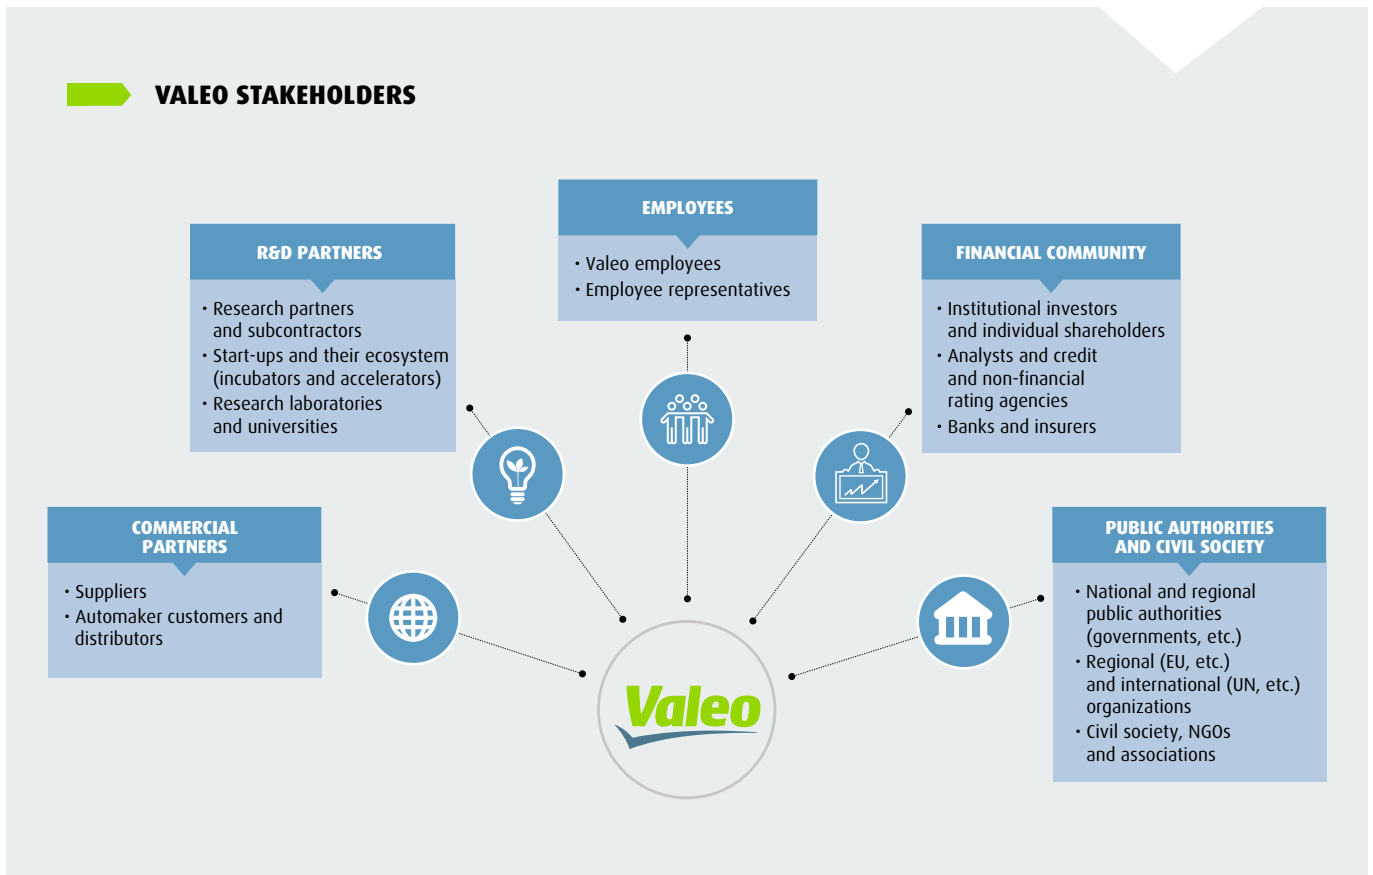 VALEO STAKEHOLDERS
EMPLOYEES
· Valeo employees
· Employee representatives
R&D PARTNERS
· Research partners
and subcontractors
· Start-ups and their ecosystem
(incubators and accelerators)
· Research laboratories
and universities
FINANCIAL COMMUNITY
· Institutional investors
and individual shareholders
· Analysts and credit
and non-financial
rating agencies
· Banks and insurers
COMMERCIAL
PARTNERS
· Suppliers
· Automaker customers and
distributors
PUBLIC AUTHORITIES
AND CIVIL SOCIETY
· National and regional
public authorities
(governments, etc.)
· Regional (EU, etc.)
and international (UN, etc.)
organizations
· Civil society, NGOs
and associations
Valeo